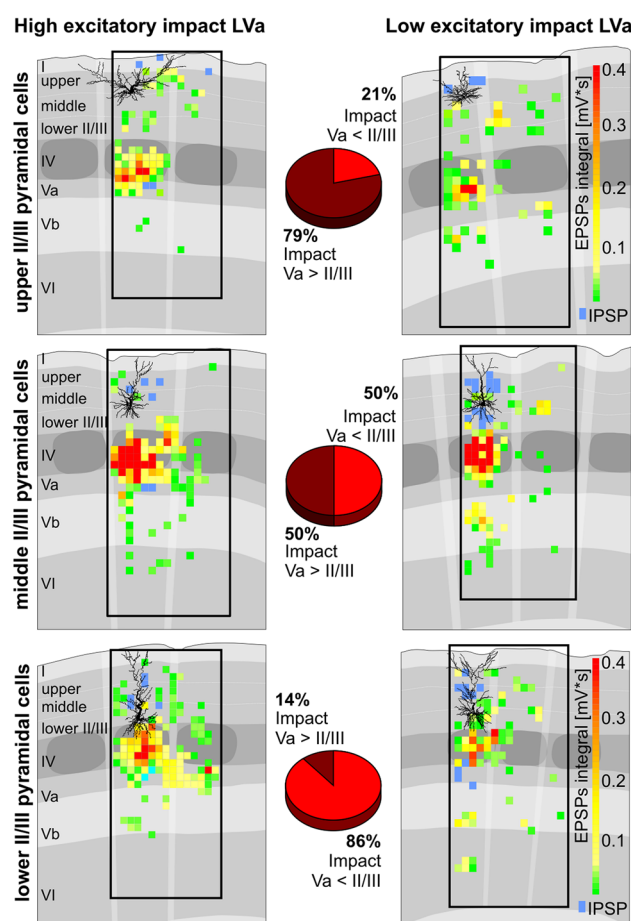 High excitatory impact LVa
Low excitatory impact LVa
upper II/III pyramidal cells
I
upper
middle
lower II/III
IV
Va
Vb
VI
21%
Impact
Va < II/III
79%
Impact
Va > II/III
0.4
0.2
0.1
EPSPs integral [mV*s]
IPSP
middle II/III pyramidal cells
I
upper
middle
lower II/III
IV
Va
Vb
VI
50%
Impact
Va < II/III
50%
Impact
Va > II/III
lower II/III pyramidal cells
I
upper
middle
lower II/III
IV
Va
Vb
VI
14%
Impact
Va > II/III
86%
Impact
Va < II/III
0.4
0.3
0.2
0.1
EPSPs integral [mV*s]
IPSP